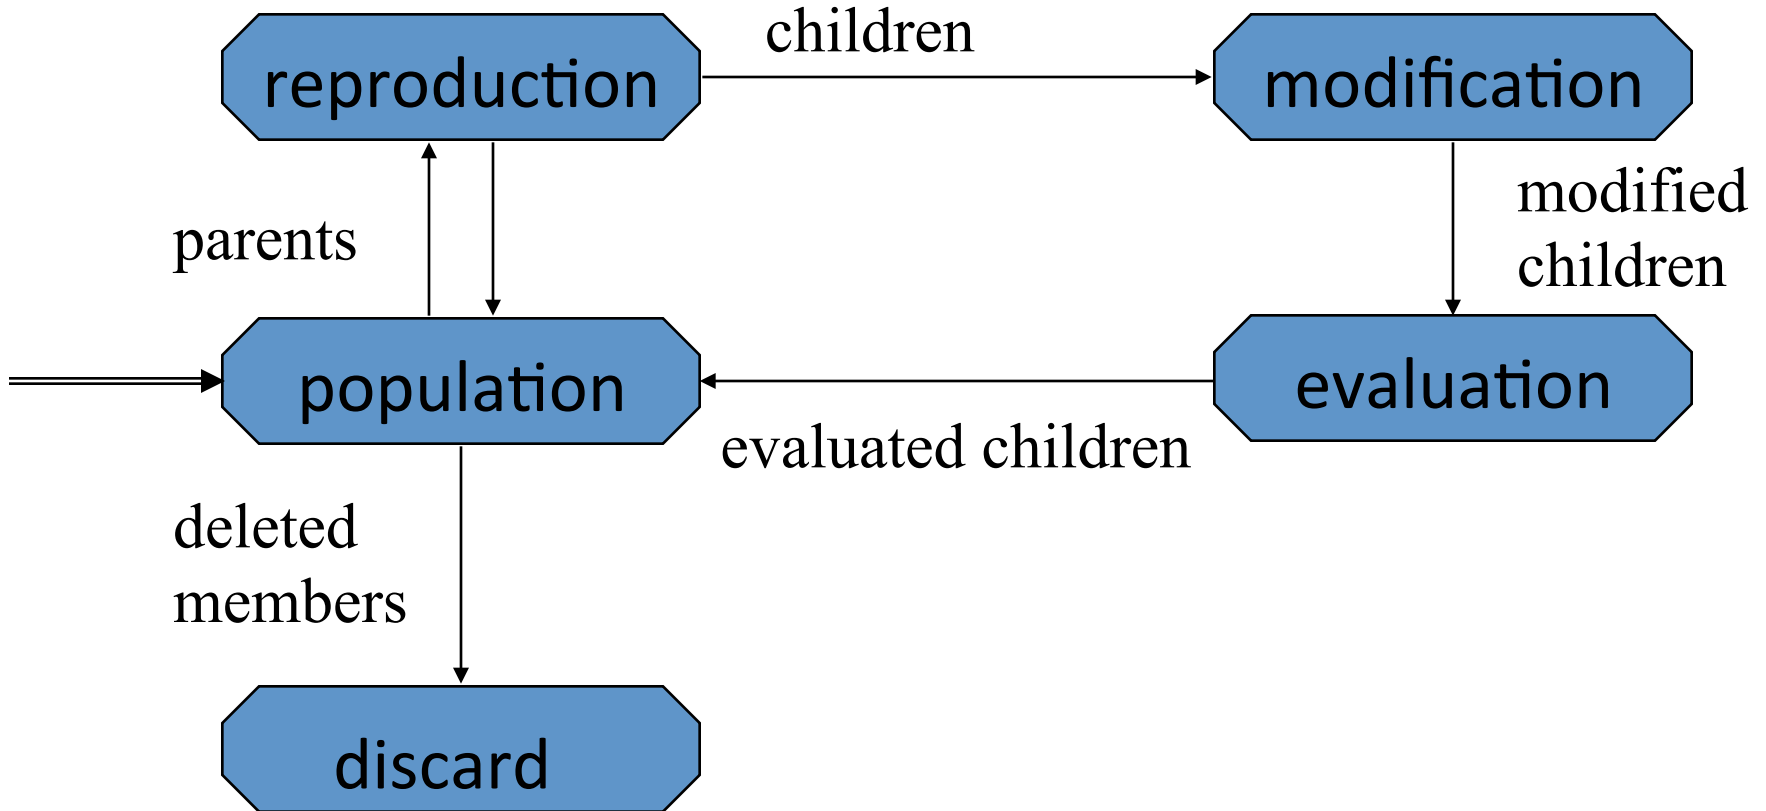 children
reproduction
modification
modified
children
parents
population
evaluation
evaluated children
deleted
members
discard